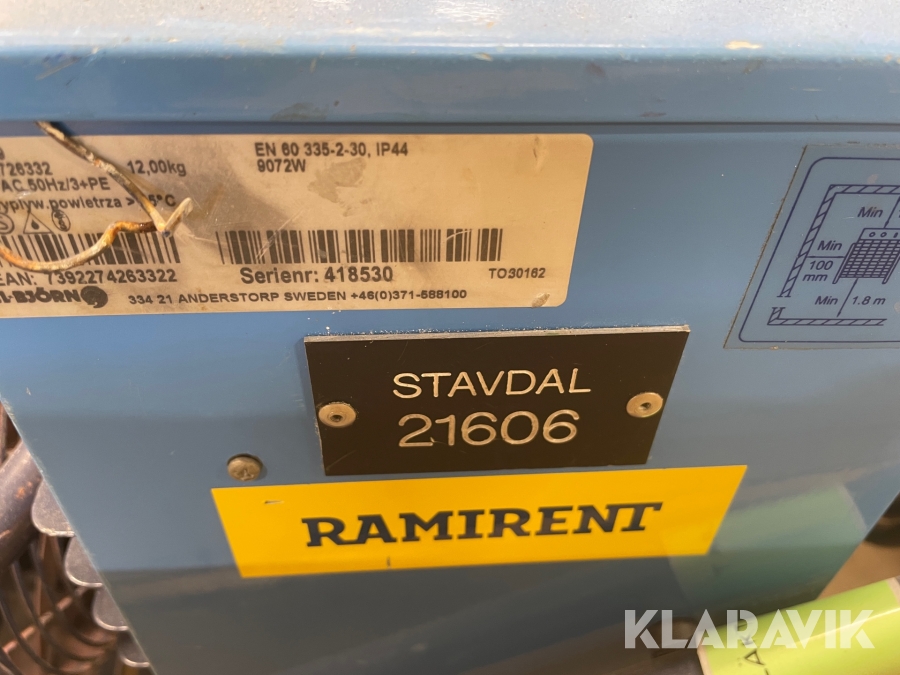 726332 12,00kg
EN 60 335-2-30, IP44
9072W
AC 50Hz/3+PE
wypływ.powietrza >
EAN: 7392274263322
Serienr: 418530
TO30162
BJÖRN
334 21 ANDERSTORP SWEDEN +46(0)371-588100
Min
Min
100
mm
Min 1.8 m
STAVDAL
21606
RAMIRENT
KLARAVIK